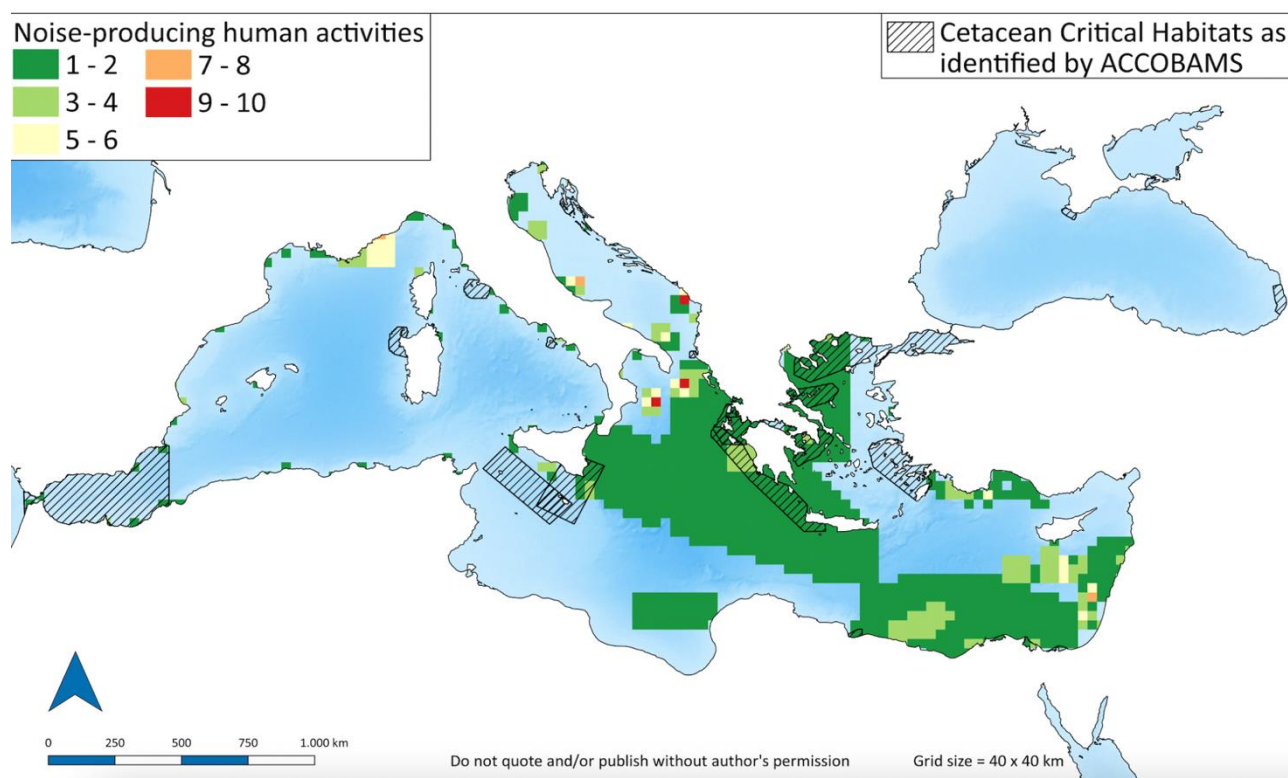 Noise-producing human activities
1 - 2
7 - 8
3 - 4
9 - 10
5 - 6
Cetacean Critical Habitats as
identified by ACCOBAMS
0 250 500 750 1.000 km
Do not quote and/or publish without author's permission
Grid size = 40 x 40 km